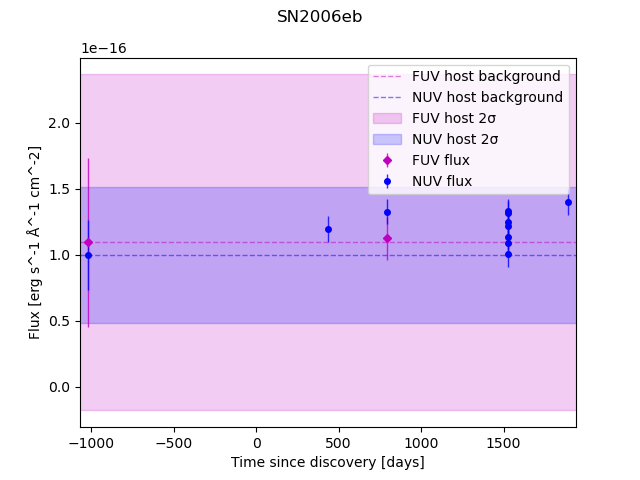 SN2006eb
1e−16
FUV host background
NUV host background
FUV host 2σ
NUV host 2σ
FUV flux
NUV flux
2.0
1.5
1.0
0.5
0.0
Flux [erg s^-1 Å^-1 cm^-2]
−1000 −500 0 500 1000 1500
Time since discovery [days]